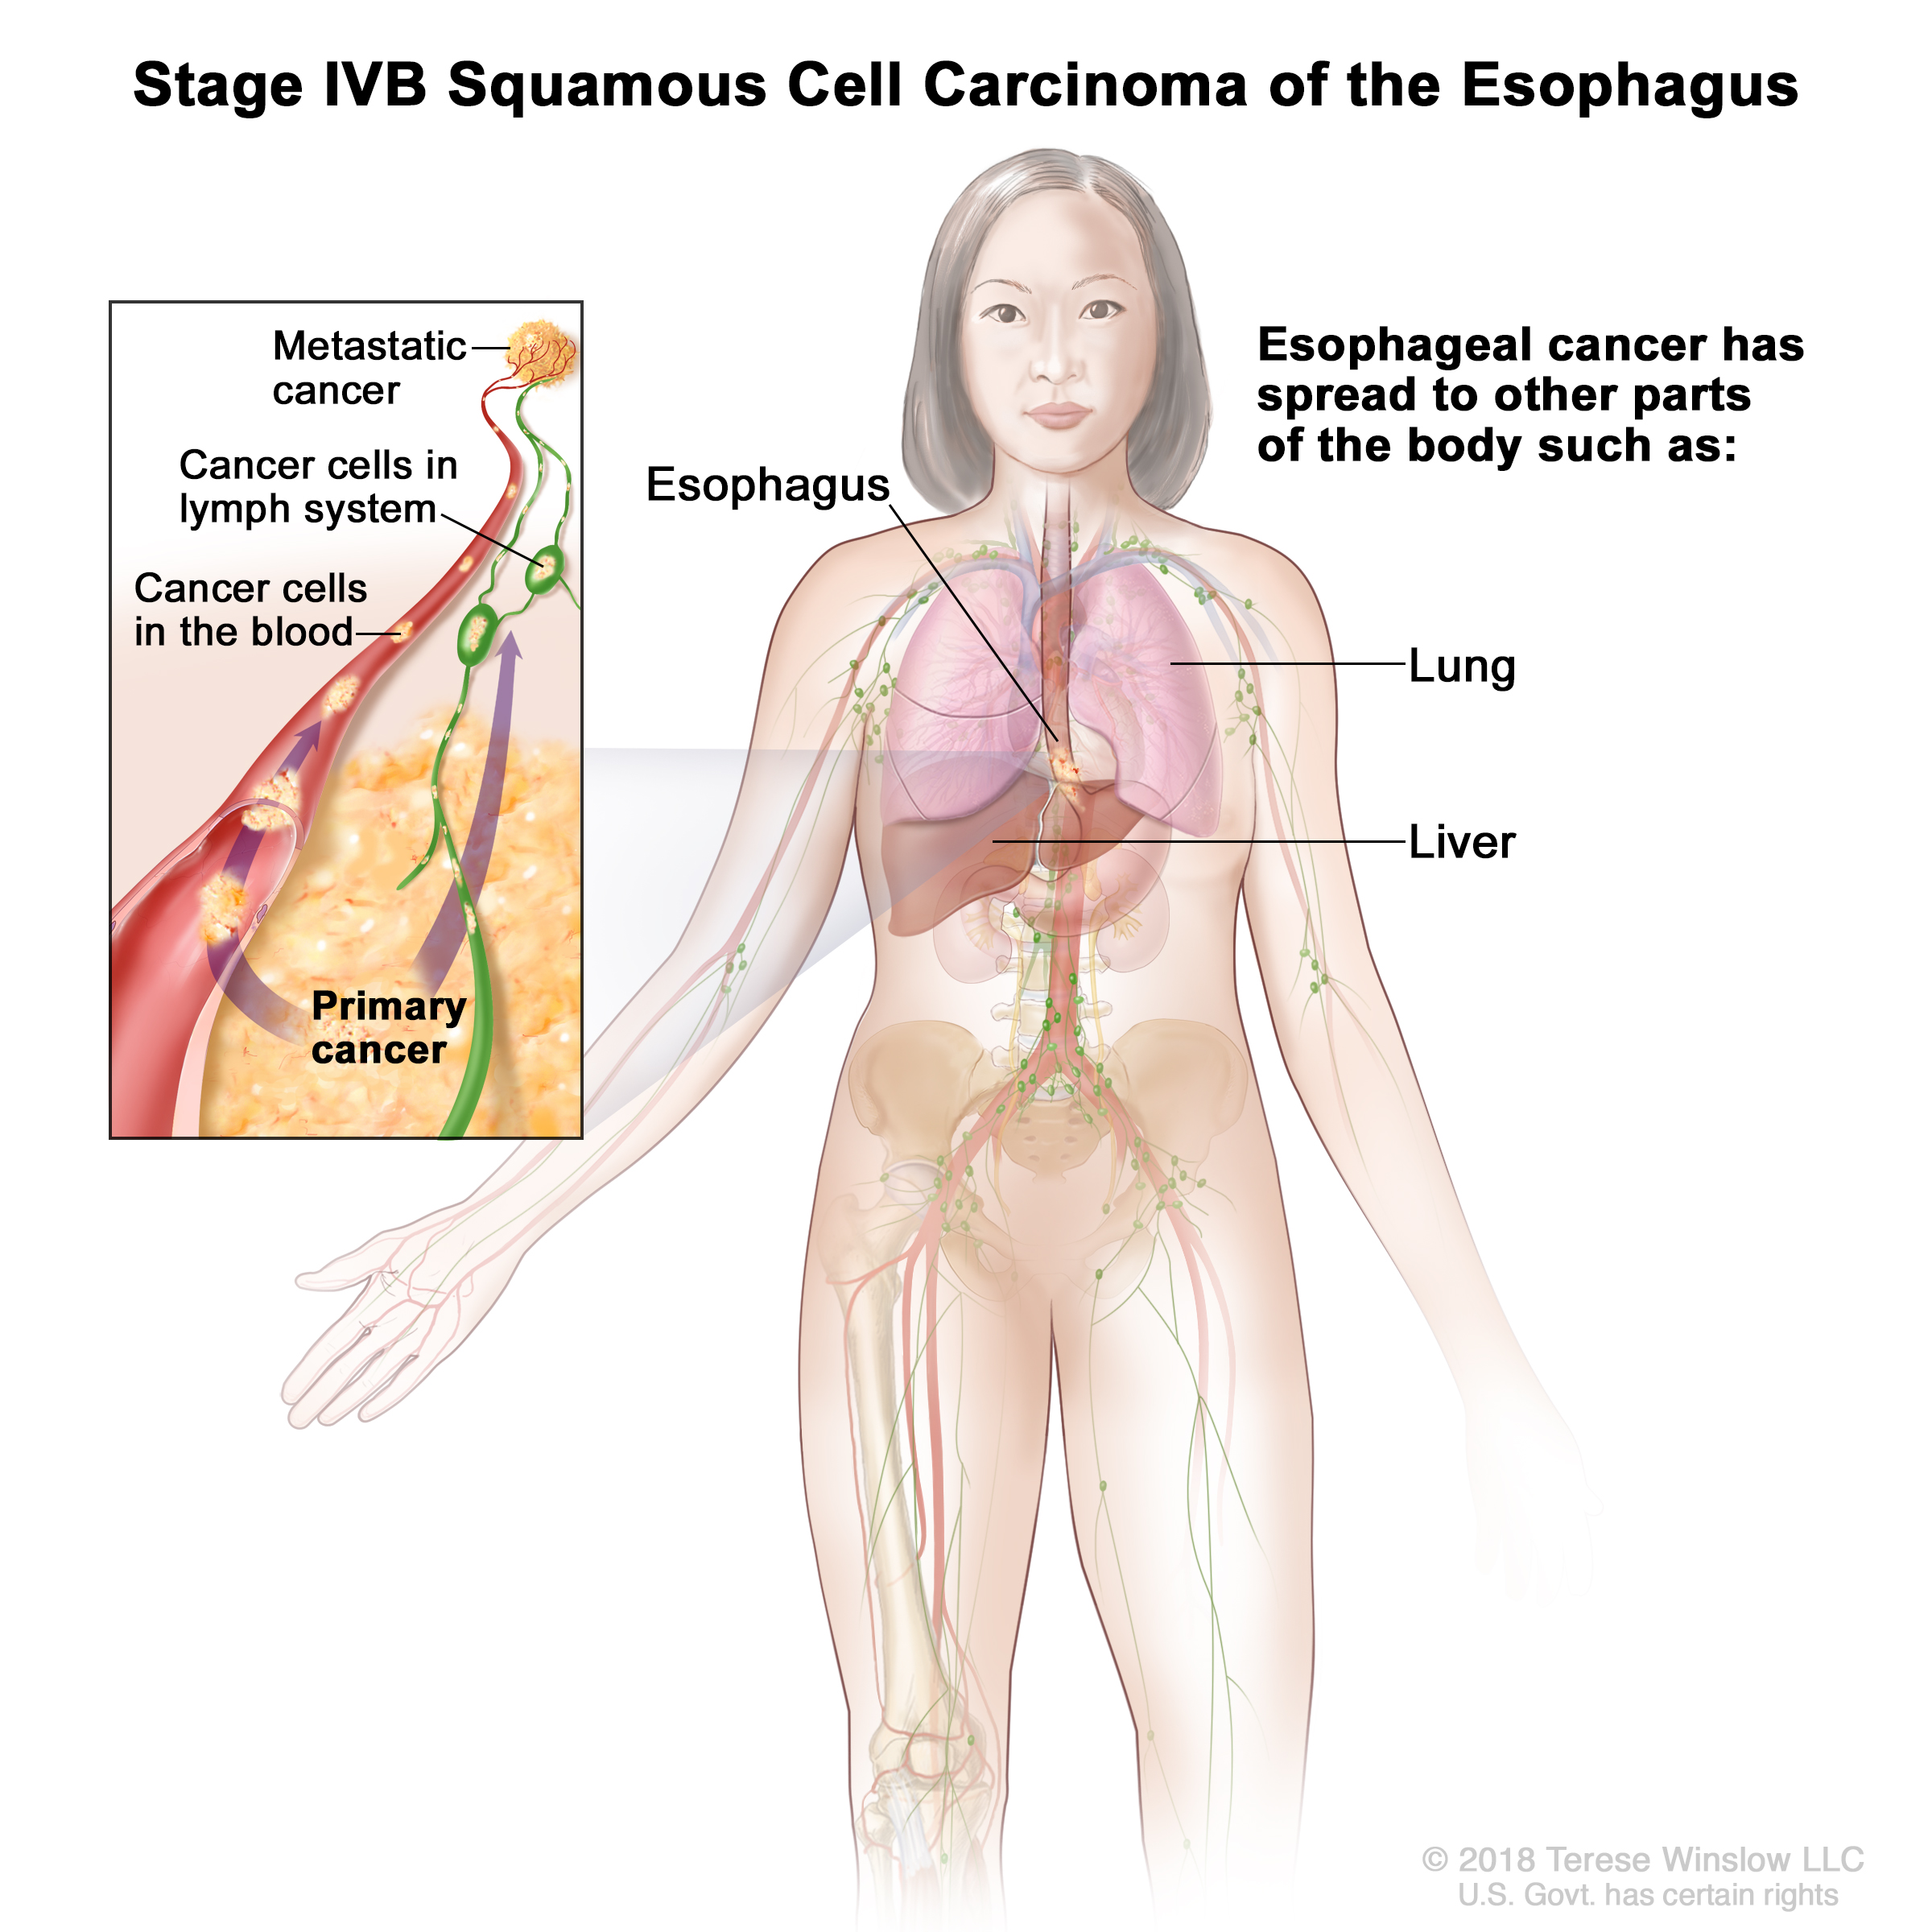 Stage IVB Squamous Cell Carcinoma of the Esophagus
Metastatic
cancer
Cancer cells in
lymph system
Cancer cells
in the blood
Primary
cancer
Esophagus
Esophageal cancer has
spread to other parts
of the body such as:
Lung
Liver
© 2018 Terese Winslow LLC
U.S. Govt. has certain rights